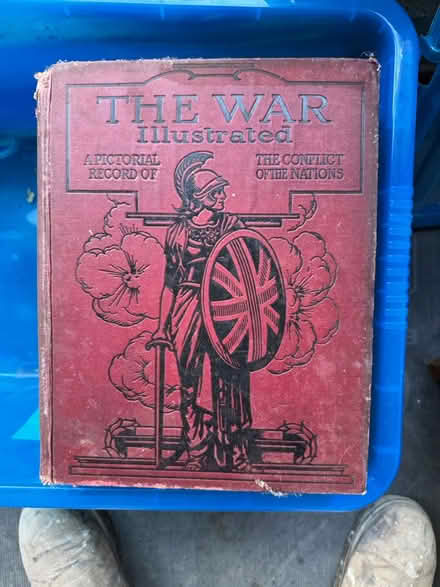 THE WAR
Illustrated
A PICTORIAL THE CONFLICT
RECORD OF OF THE NATIONS